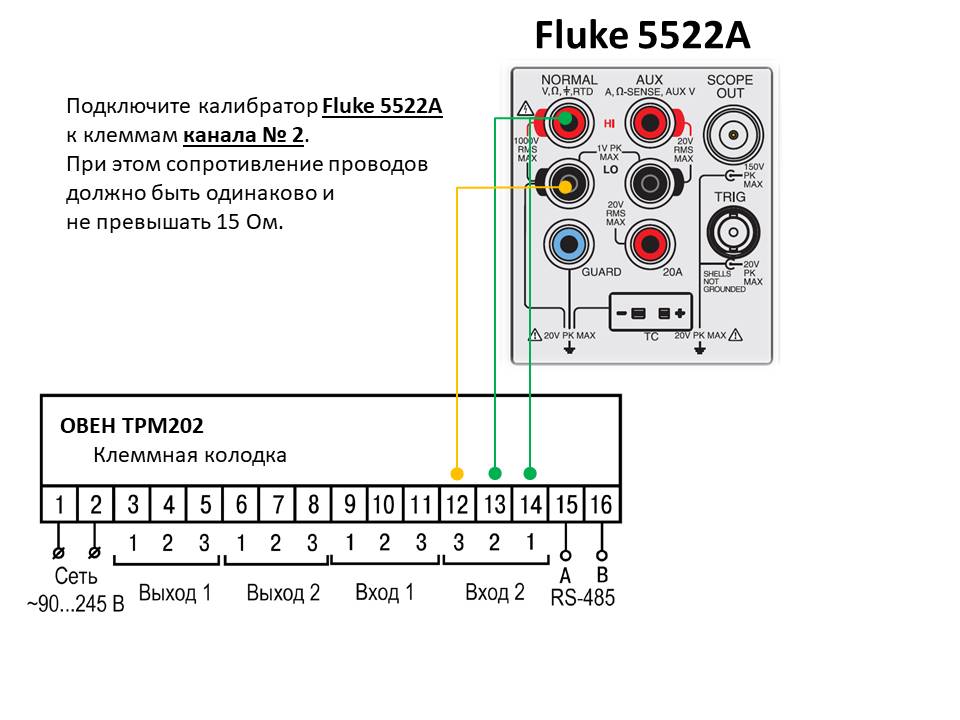 Fluke 5522A
Подключите калибратор Fluke 5522A
к клеммам канала № 2.
При этом сопротивление проводов
должно быть одинаково и
не превышать 15 Ом.
NORMAL
V,Ω,⏚,RTD
AUX
A, Ω-SENSE, AUX V
SCOPE
OUT
HI
1000V
RMS
MAX
1V PK
MAX
20V
RMS
MAX
LO
150V
PK
MAX
TRIG
20V
RMS
MAX
GUARD
20A
SHELLS
NOT
GROUNDED
20V
PK
MAX
- +
TC
20V PK MAX
20V PK MAX
ОВЕН ТРМ202
Клеммная колодка
1 2 3 4 5 6 7 8 9 10 11 12 13 14 15 16
1 2 3 1 2 3 1 2 3 3 2 1
Сеть
~90...245 В
Выход 1
Выход 2
Вход 1
Вход 2
A B
RS-485